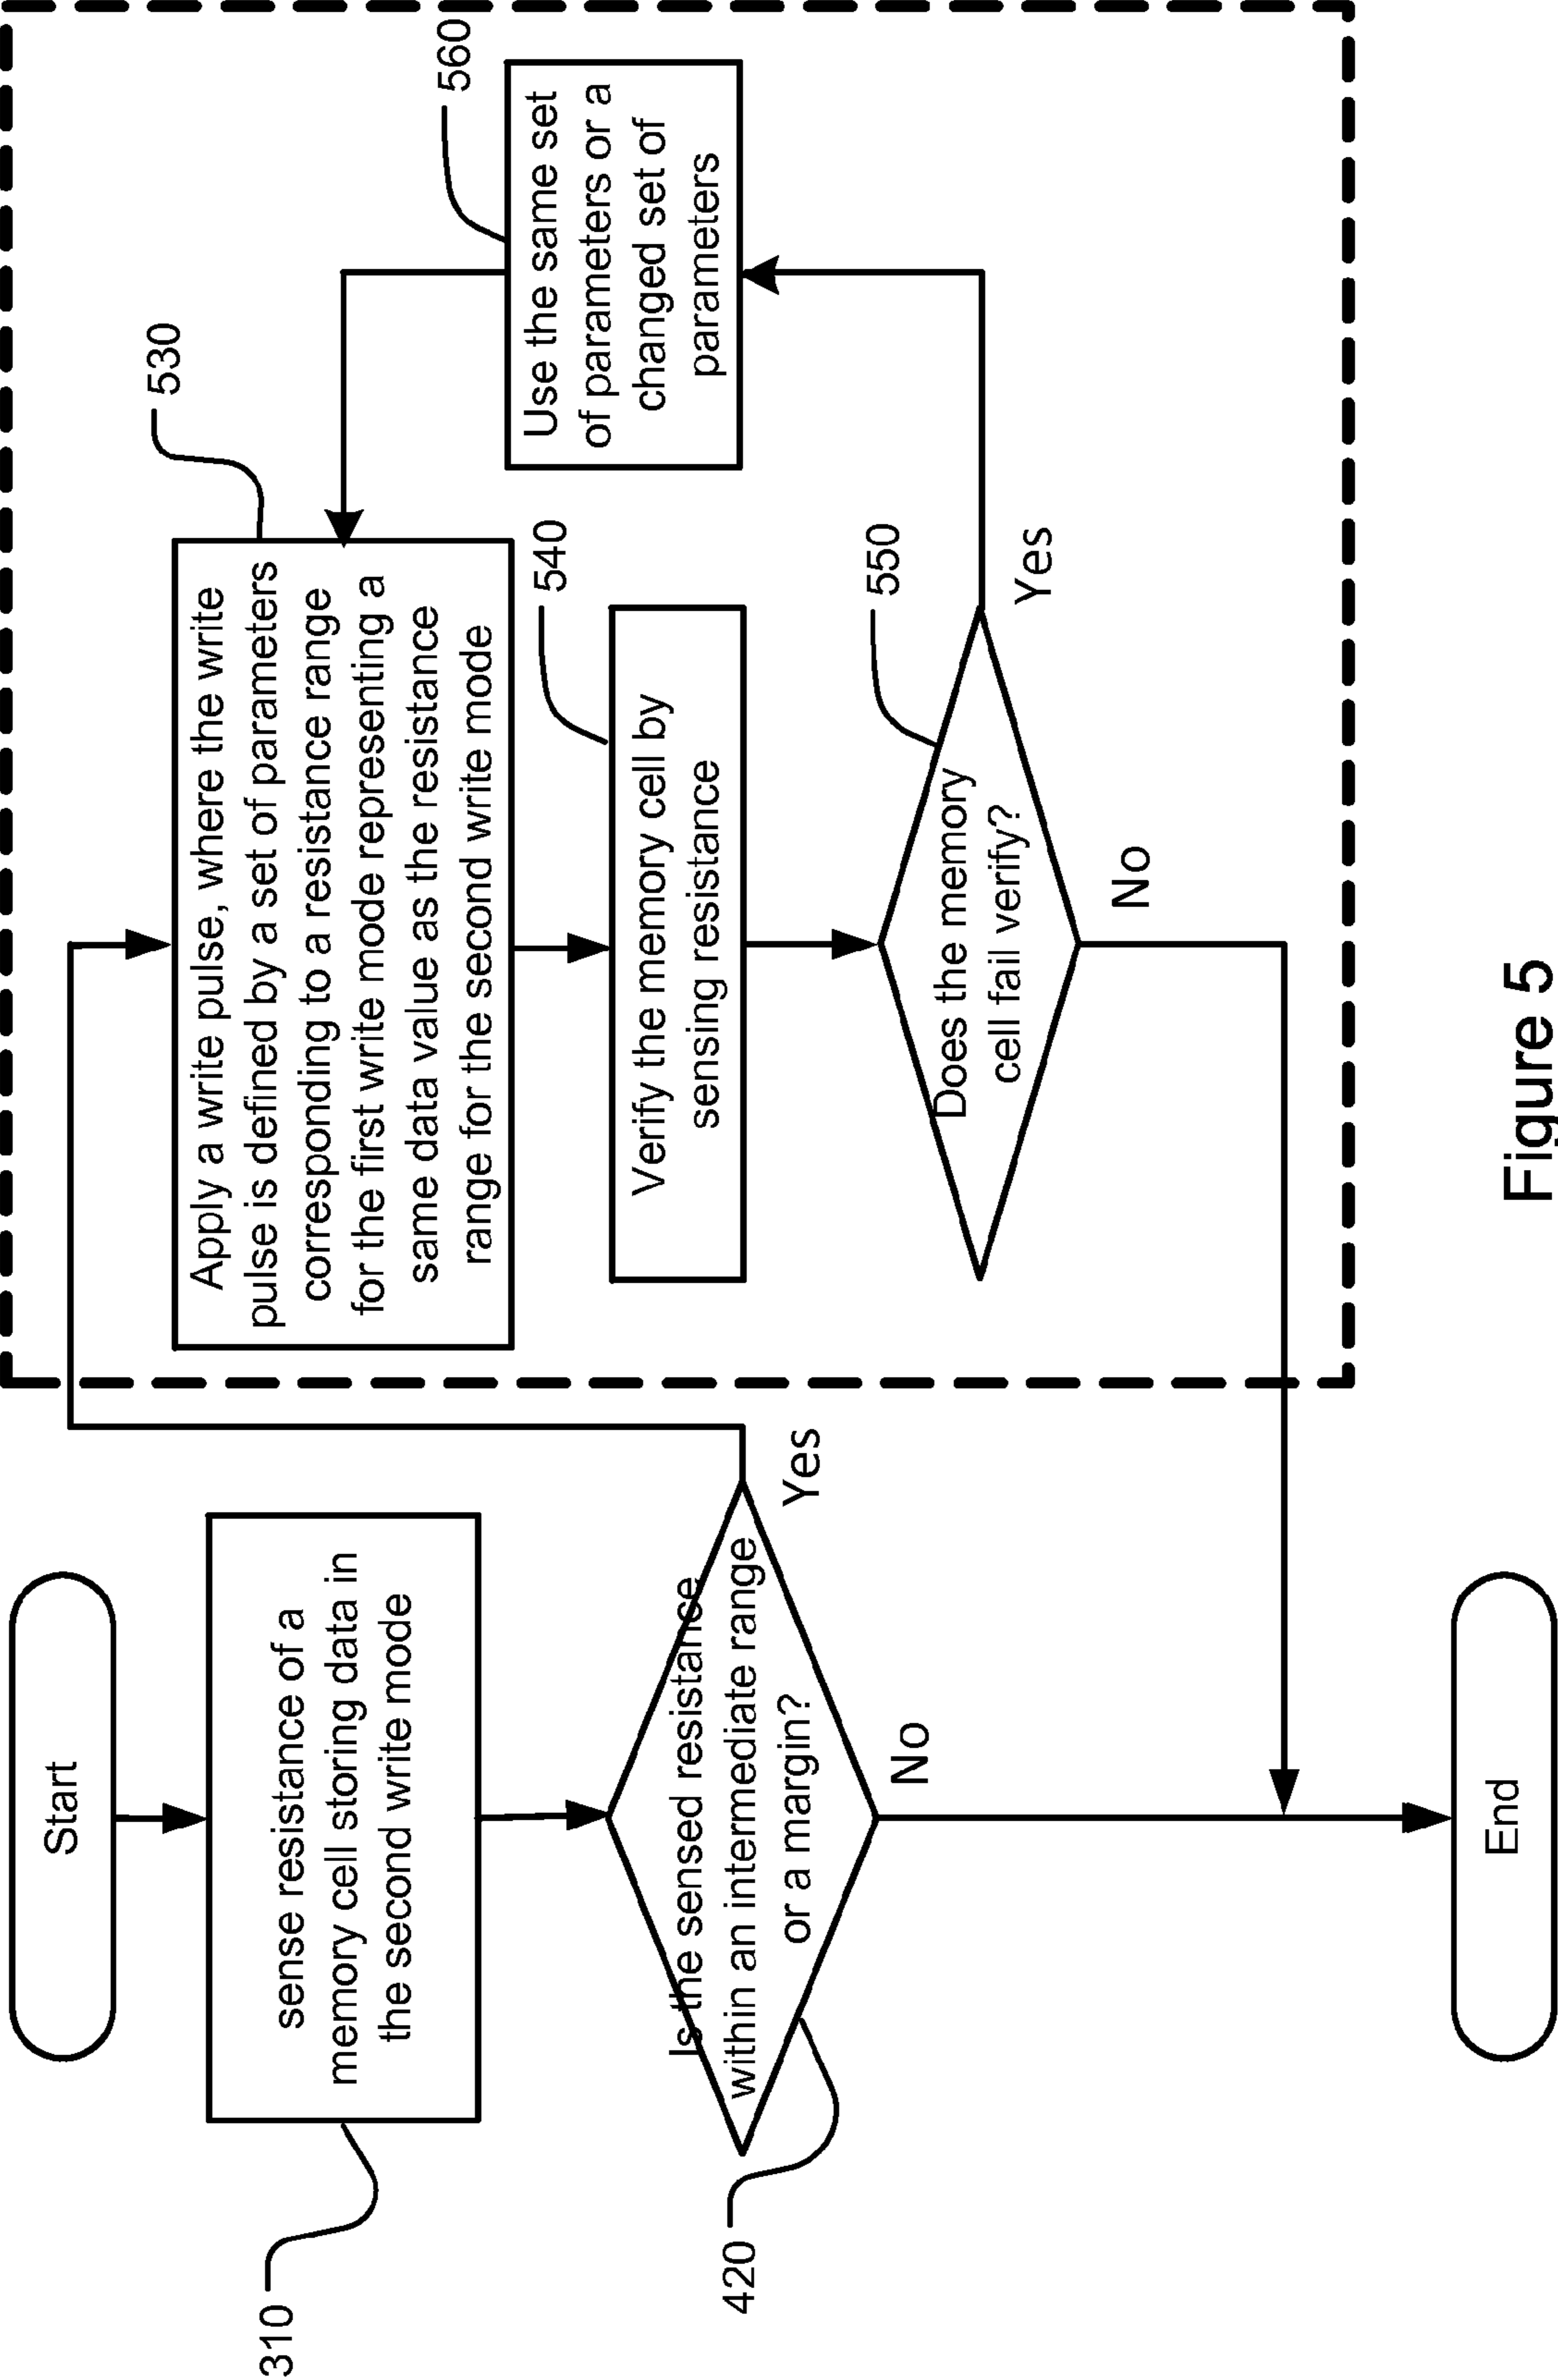 Start
310
sense resistance of a
memory cell storing data in
the second write mode
420
Is the sensed resistance
within an intermediate range
or a margin?
Yes
No
End
530
Apply a write pulse, where the write
pulse is defined by a set of parameters
corresponding to a resistance range
for the first write mode representing a
same data value as the resistance
range for the second write mode
540
Verify the memory cell by
sensing resistance
550
Does the memory
cell fail verify?
Yes
No
560
Use the same set
of parameters or a
changed set of
parameters
Figure 5